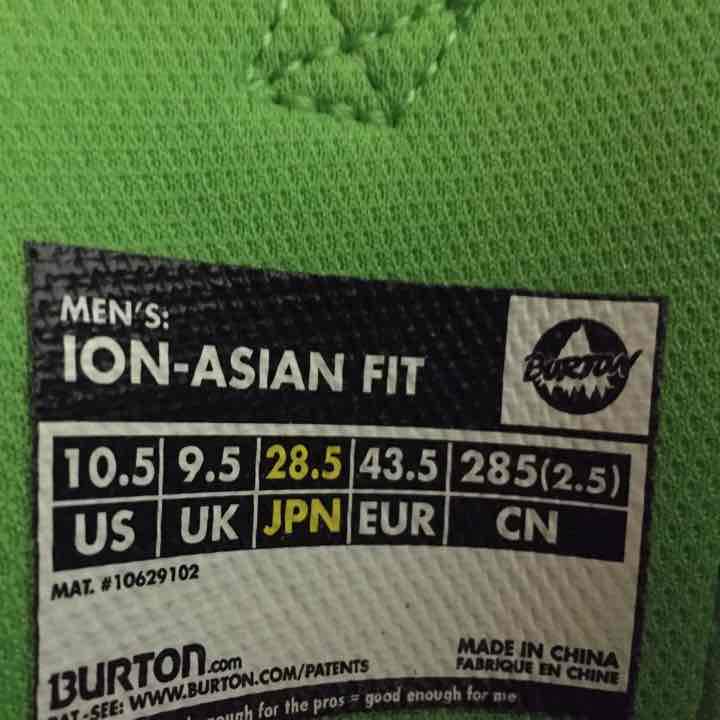 MEN'S:
ION-ASIAN FIT
BURTON
10.5 9.5 28.5 43.5 285(2.5)
US UK JPN EUR CN
MAT. #10629102
BURTON.com
MADE IN CHINA
FABRIQUE EN CHINE
PAT-SEE: WWW.BURTON.COM/PATENTS
for the pros = good enough for me